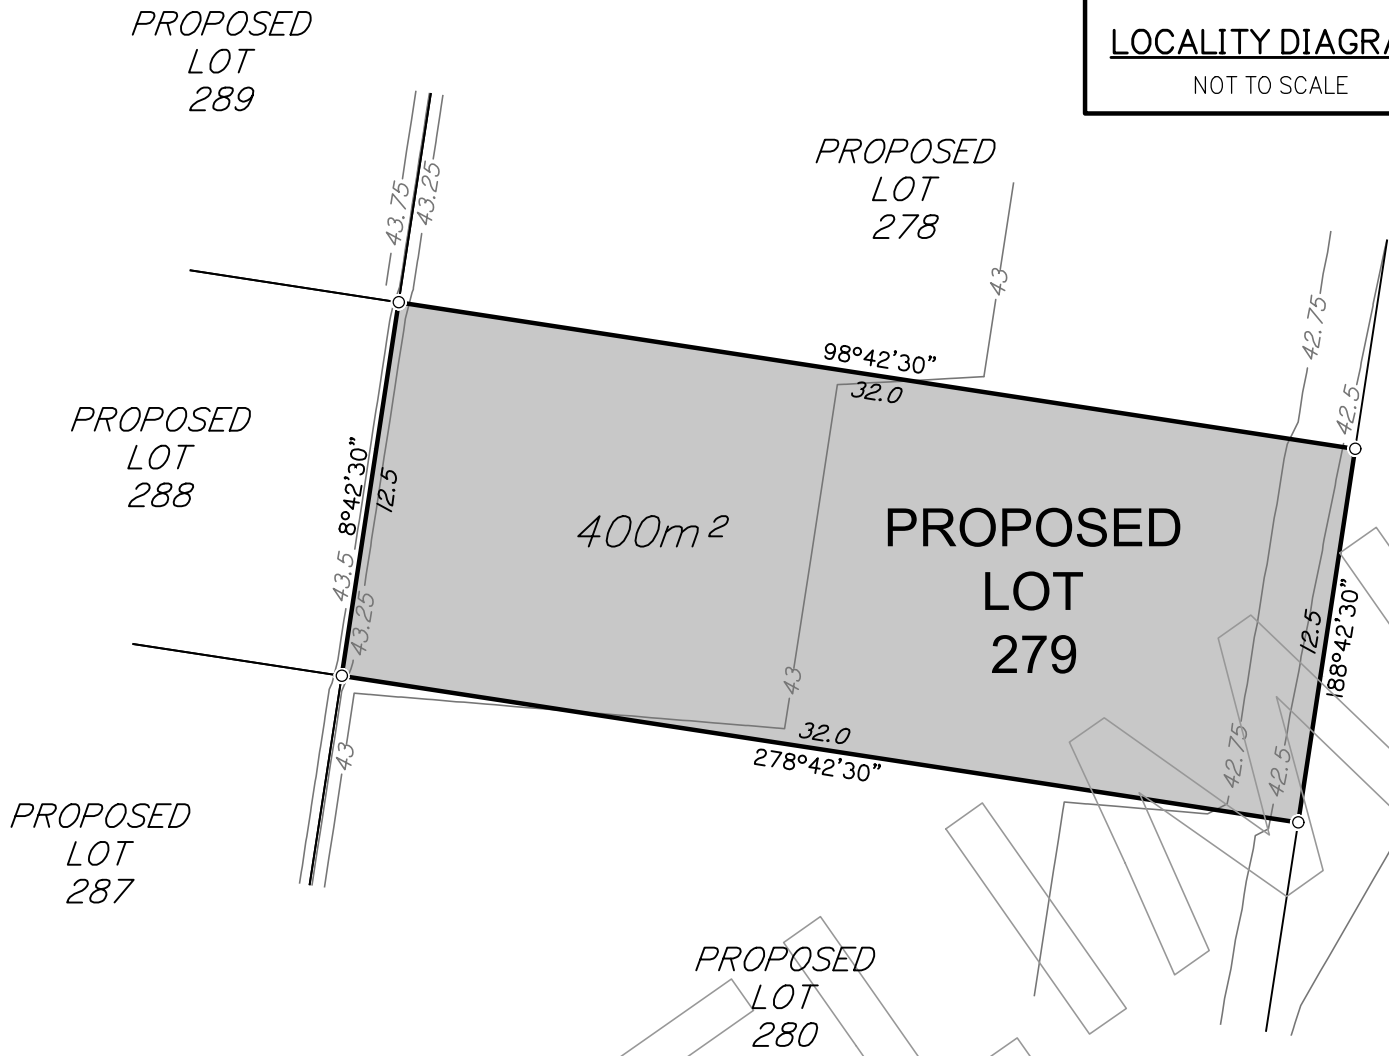 PROPOSED
LOT
289
LOCALITY DIAGRA
NOT TO SCALE
PROPOSED
LOT
278
43.75
43.25
43
42.75
42.5
98°42'30"
32.0
PROPOSED
LOT
288
8°42'30"
12.5
43.5
43.25
400m²
PROPOSED
LOT
279
12.5
188°42'30"
43
32.0
278°42'30"
42.75
42.5
43
PROPOSED
LOT
287
PROPOSED
LOT
280